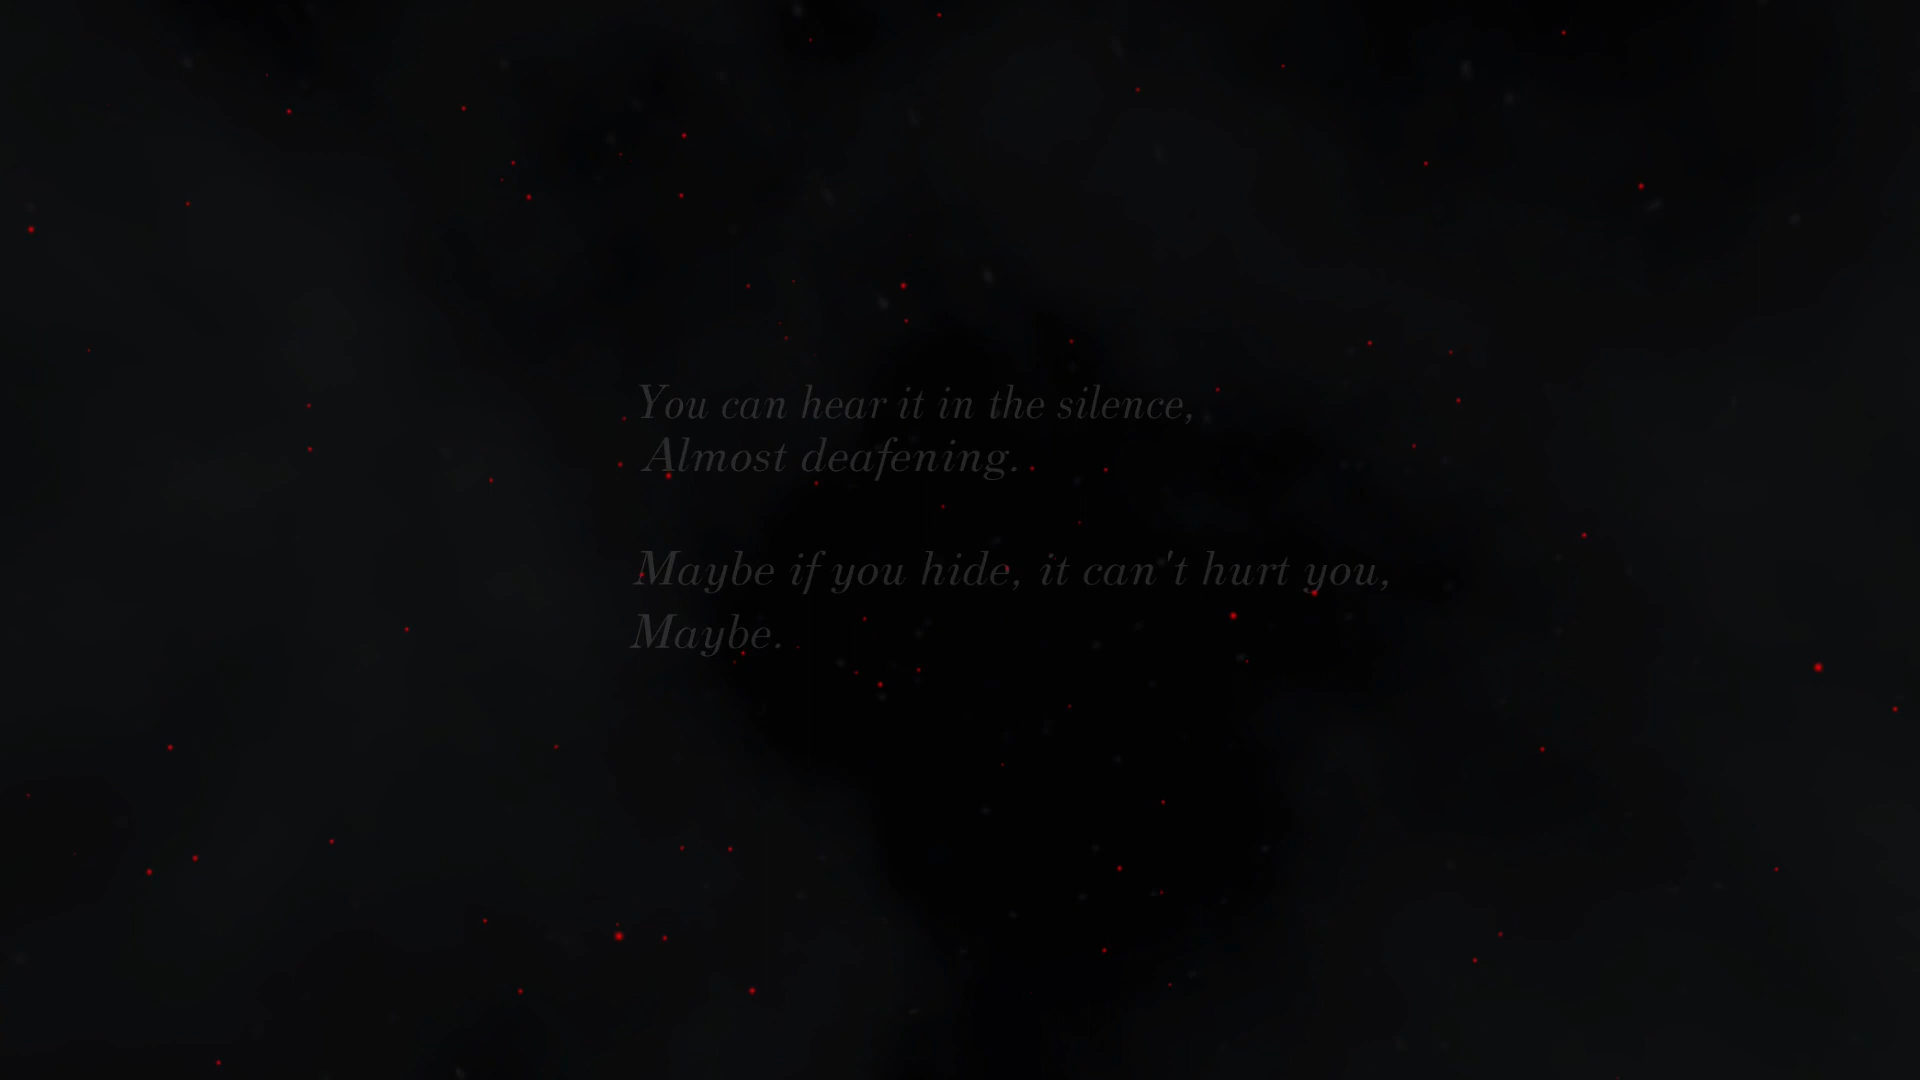 You can hear it in the silence,
Almost deafening.
Maybe if you hide, it can't hurt you,
Maybe.